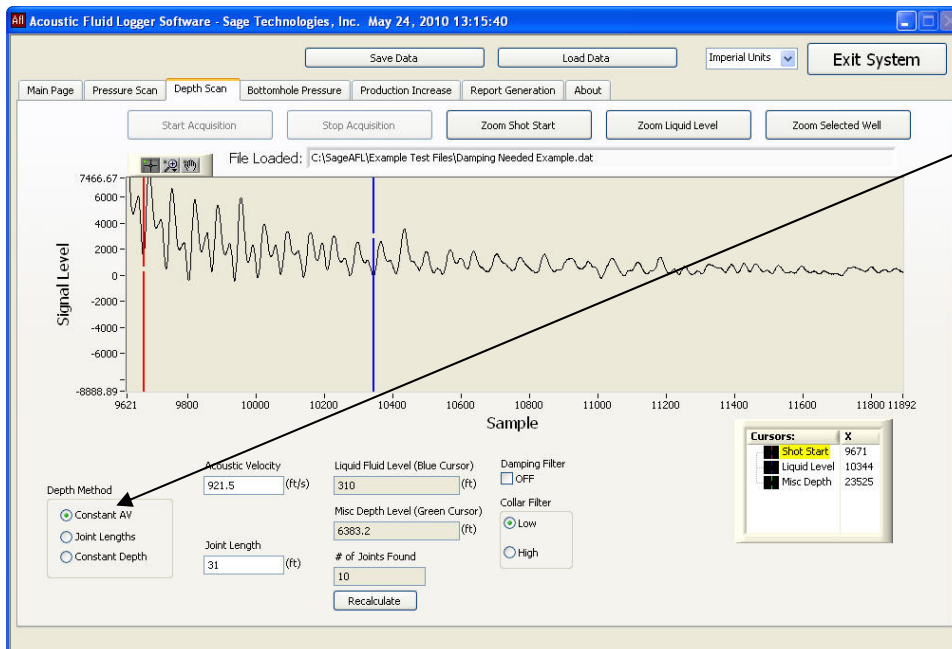 Afl Acoustic Fluid Logger Software - Sage Technologies, Inc. May 24, 2010 13:15:40
Save Data Load Data Imperial Units Exit System
Main Page Pressure Scan Depth Scan Bottomhole Pressure Production Increase Report Generation About
Start Acquisition Stop Acquisition Zoom Shot Start Zoom Liquid Level Zoom Selected Well
File Loaded: C:\SageAFL\Example Test Files\Damping Needed Example.dat
7466.67
6000
4000
2000
0
-2000
-4000
-6000
-8888.89
Signal Level
9621 9800 10000 10200 10400 10600 10800 11000 11200 11400 11600 11800 11892
Sample
Cursors: X
Shot Start 9671
Liquid Level 10344
Misc Depth 23525
Depth Method
Constant AV
Joint Lengths
Constant Depth
Acoustic Velocity
921.5 (ft/s)
Joint Length
31 (ft)
Liquid Fluid Level (Blue Cursor)
310 (ft)
Misc Depth Level (Green Cursor)
6383.2 (ft)
# of Joints Found
10
Recalculate
Damping Filter
OFF
Collar Filter
Low
High